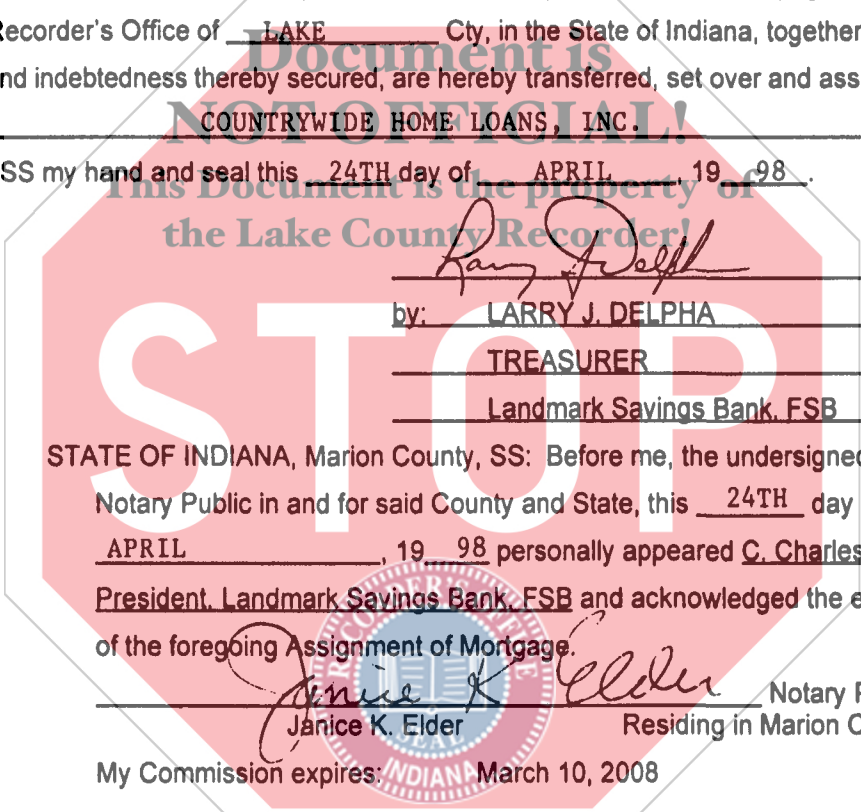 Recorder's Office of LAKE Cty, in the State of Indiana, together
nd indebtedness thereby secured, are hereby transferred, set over and ass
Document is
NOT OFFICIAL!
COUNTRYWIDE HOME LOANS, INC.
SS my hand and seal this 24TH day of APRIL, 19 98.
This Document is the property of
the Lake County Recorder!
Larry J Delpha
by: LARRY J. DELPHA
TREASURER
Landmark Savings Bank, FSB
STOP
STATE OF INDIANA, Marion County, SS: Before me, the undersigned
Notary Public in and for said County and State, this 24TH day
APRIL, 19 98 personally appeared C. Charles
President, Landmark Savings Bank, FSB and acknowledged the e
of the foregoing Assignment of Mortgage.
RECORDER'S OFFICE
SEAL
INDIANA
Janice K Elder Notary P
Janice K. Elder Residing in Marion C
My Commission expires: March 10, 2008